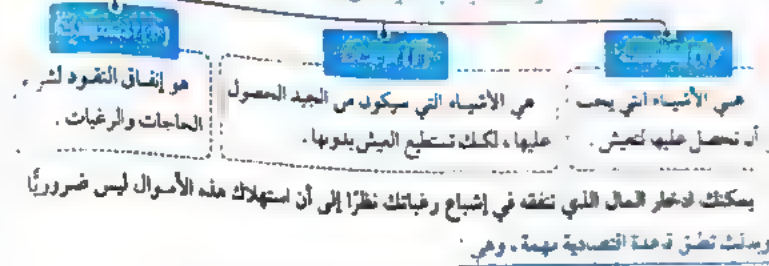 هي الأشياء التي يجب
أن تحصل عليها لتعيش .
هي الأشياء التي سيكون من الجيد الحصول
عليها ، لكنك تستطيع العيش بدونها .
هو إنفاق النقود لشراء
الحاجات والرغبات .
يمكنك ادخار المال الذي تنفقه في إشباع رغباتك نظرًا إلى أن استهلاك هذه الأموال ليس ضروريًّا
وبذلك تطبق قاعدة اقتصادية مهمة ، وهي :